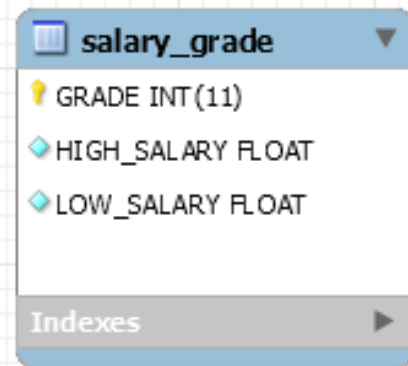 salary_grade
GRADE INT(11)
HIGH_SALARY FLOAT
LOW_SALARY FLOAT
Indexes